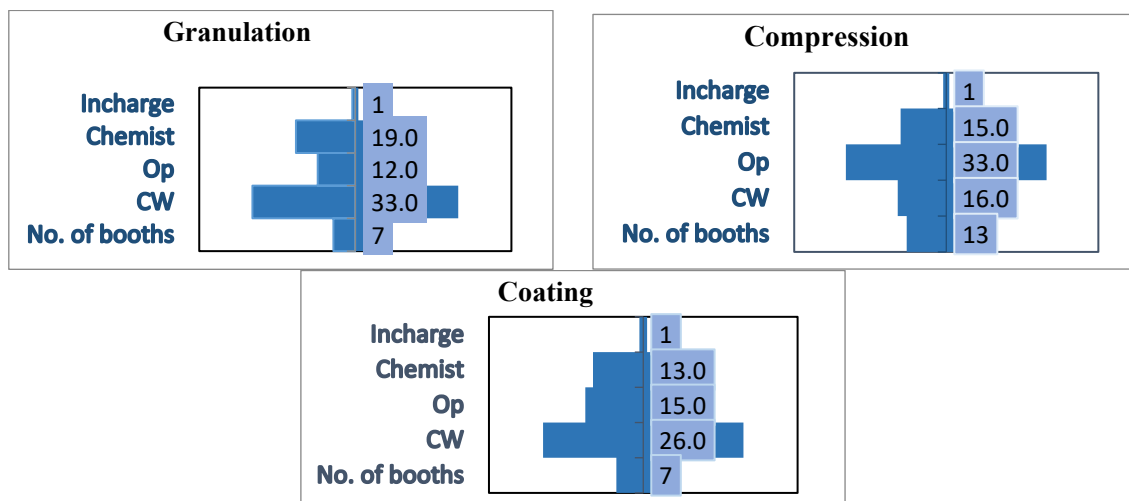 Granulation
Incharge 1
Chemist 19.0
Op 12.0
CW 33.0
No. of booths 7
Compression
Incharge 1
Chemist 15.0
Op 33.0
CW 16.0
No. of booths 13
Coating
Incharge 1
Chemist 13.0
Op 15.0
CW 26.0
No. of booths 7